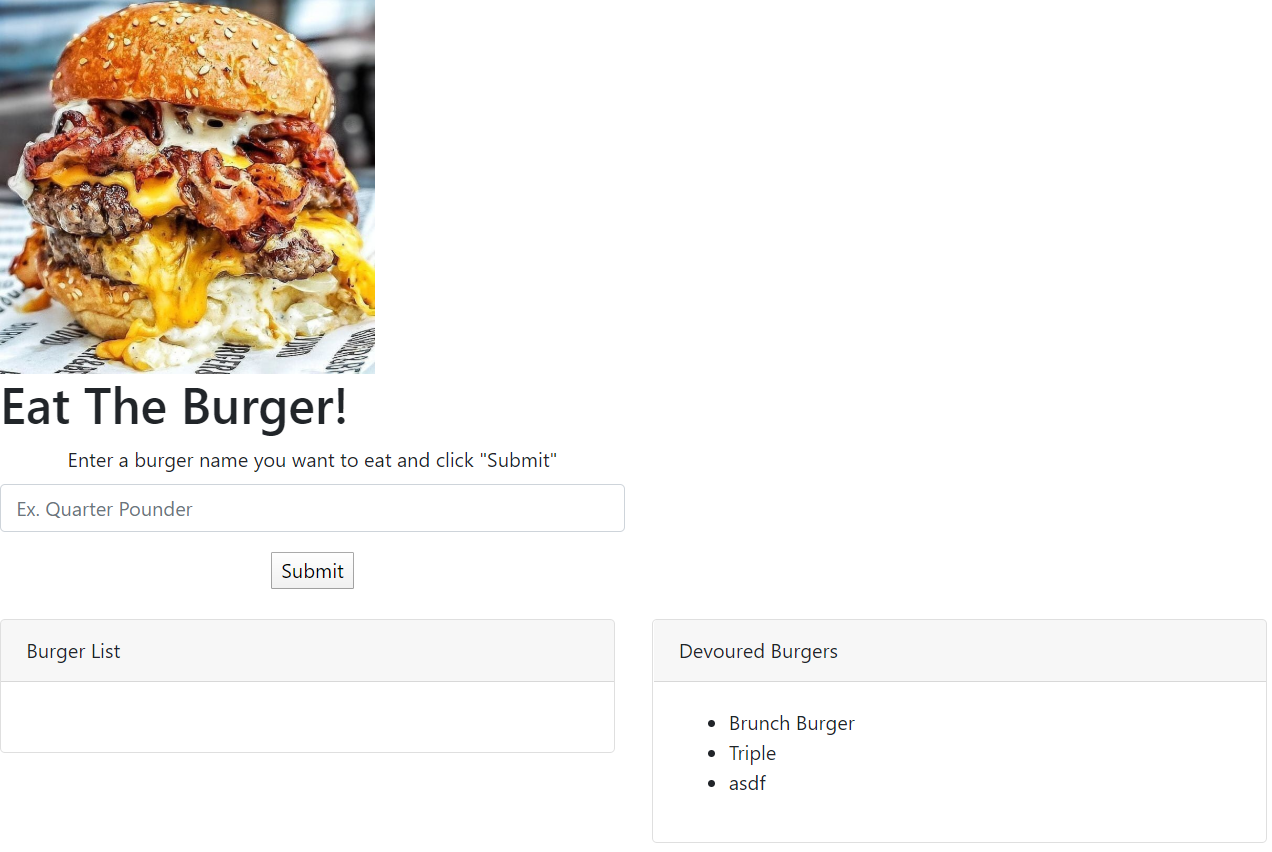 Eat The Burger!
Enter a burger name you want to eat and click "Submit"
Ex. Quarter Pounder
Submit
Burger List
Devoured Burgers
Brunch Burger
Triple
asdf